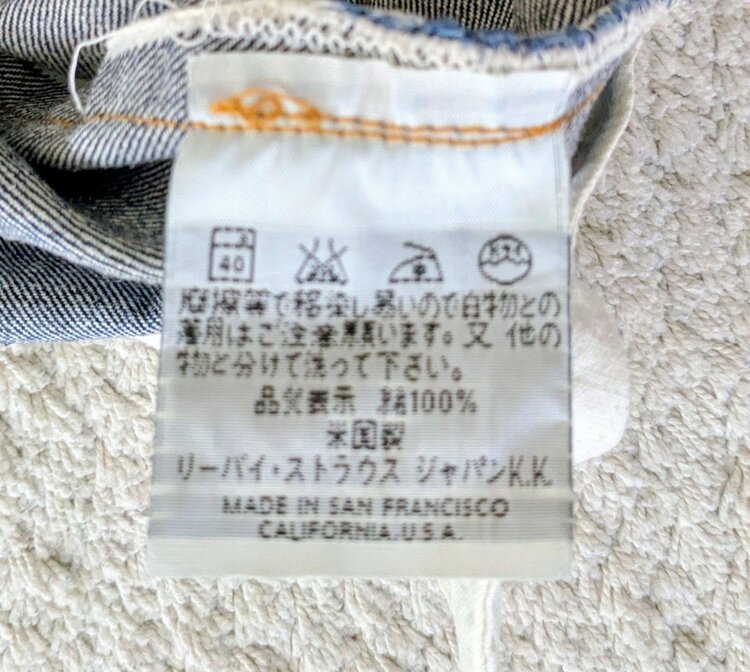 40
摩擦等で移染し易いので白物との
着用はご注意願います。又 他の
物と分けて洗って下さい。
品質表示 綿100%
米国製
リーバイ・ストラウス ジャパンK.K.
MADE IN SAN FRANCISCO
CALIFORNIA.U.S.A.